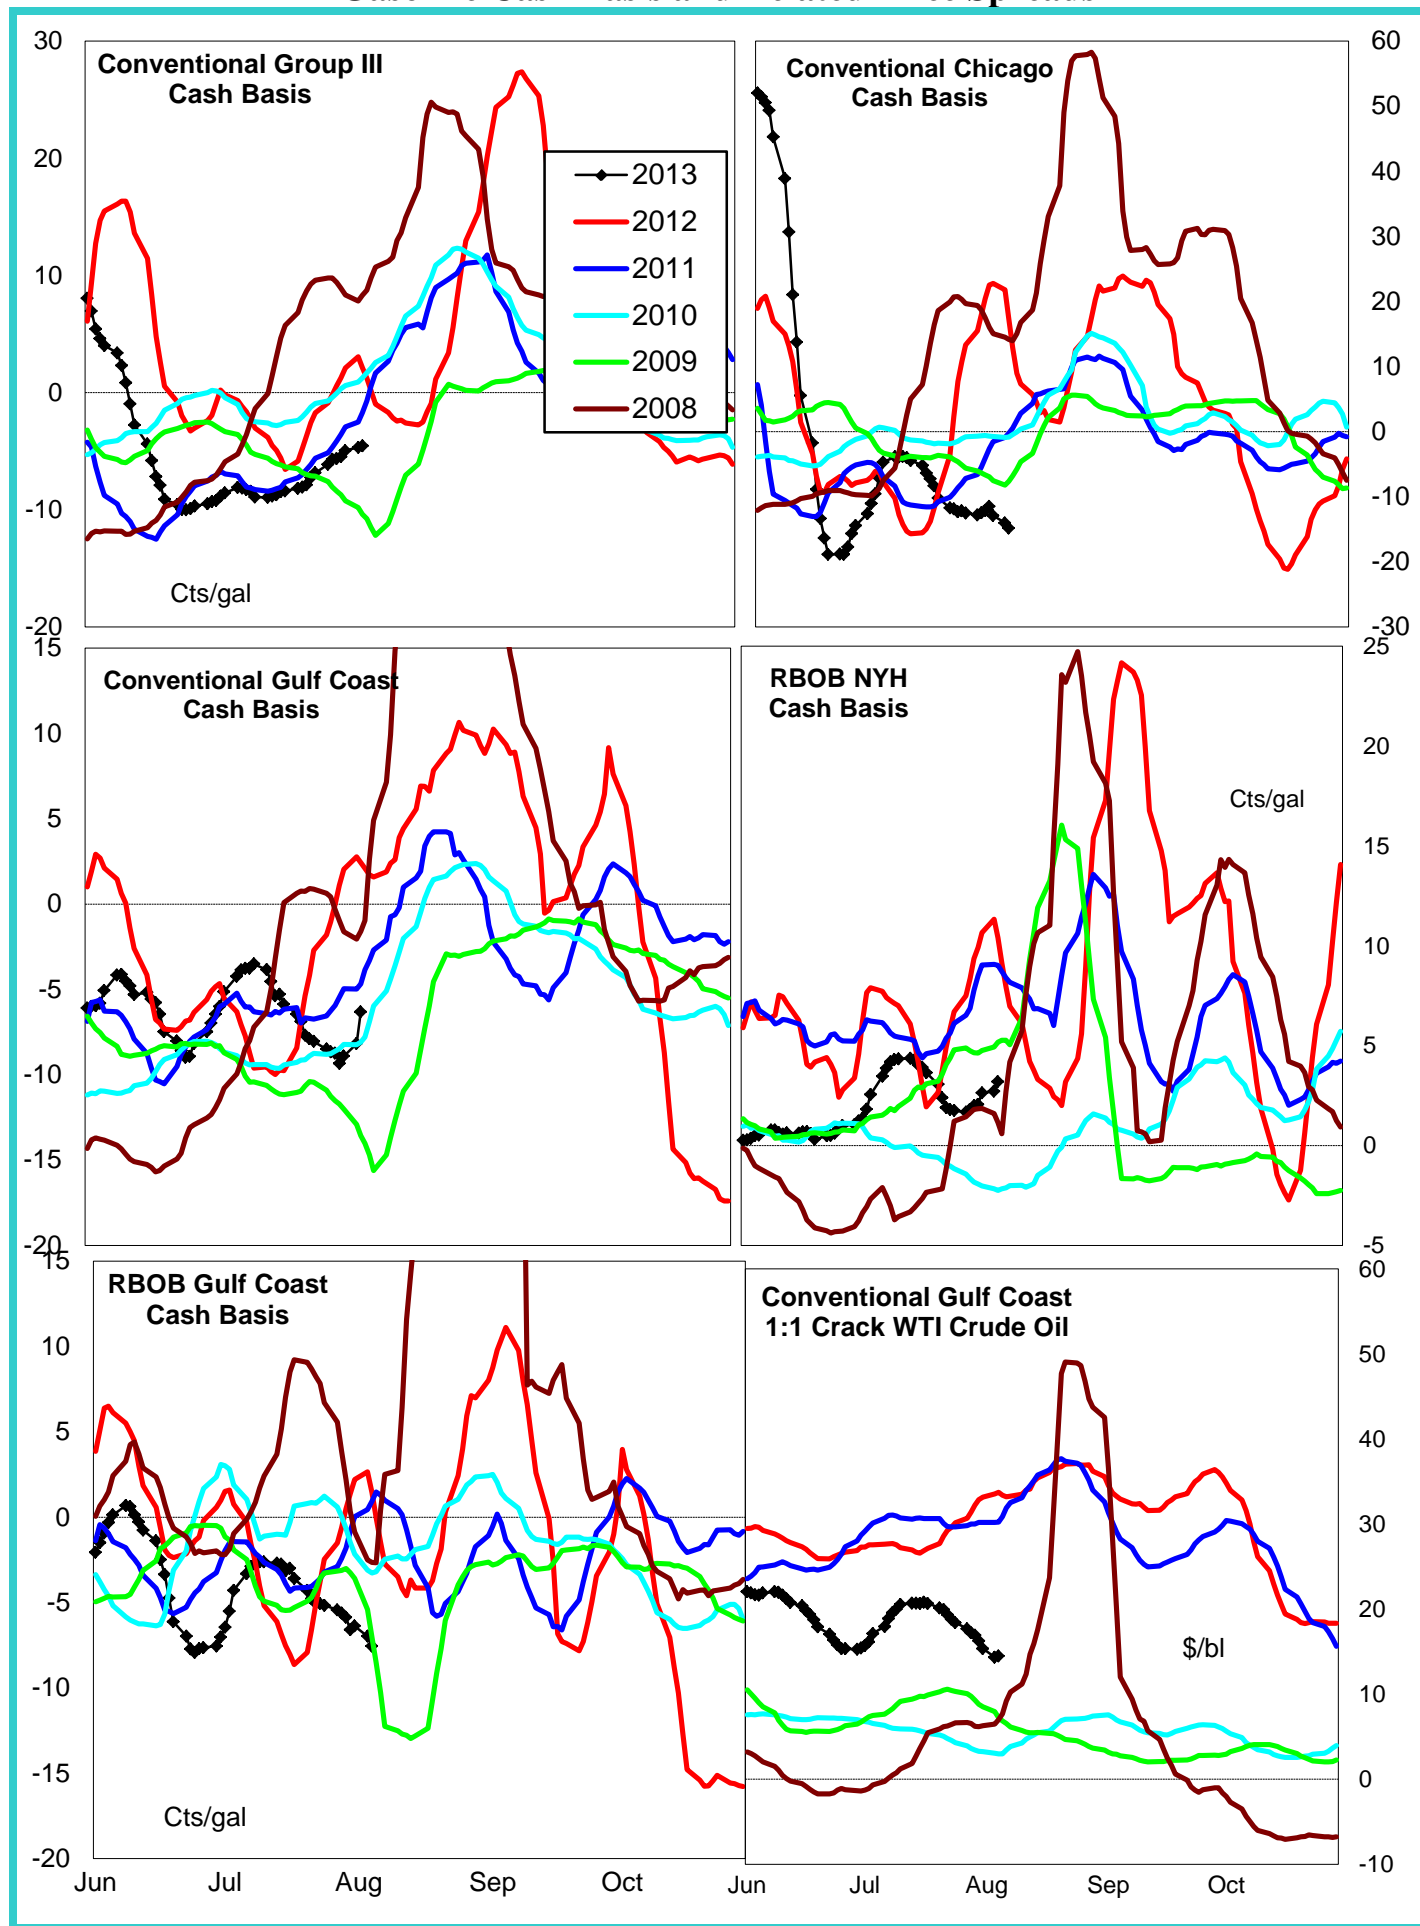 30
20
10
0
-10
-20
Conventional Group III
Cash Basis
Cts/gal
2013
2012
2011
2010
2009
2008
Conventional Chicago
Cash Basis
60
50
40
30
20
10
0
-10
-20
-30
15
10
5
0
-5
-10
-15
-20
Conventional Gulf Coast
Cash Basis
RBOB NYH
Cash Basis
Cts/gal
25
20
15
10
5
0
-5
15
10
5
0
-5
-10
-15
-20
RBOB Gulf Coast
Cash Basis
Cts/gal
Jun Jul Aug Sep Oct
Conventional Gulf Coast
1:1 Crack WTI Crude Oil
$/bl
60
50
40
30
20
10
0
-10
Jun Jul Aug Sep Oct